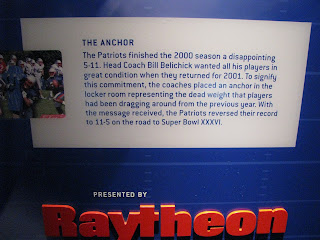 THE ANCHOR
The Patriots finished the 2000 season a disappointing
5-11. Head Coach Bill Belichick wanted all his players in
great condition when they returned for 2001. To signify
this commitment, the coaches placed an anchor in the
locker room representing the dead weight that players
had been dragging around from the previous year. With
the message received, the Patriots reversed their record
to 11-5 on the road to Super Bowl XXXVI.
PRESENTED BY
Raytheon